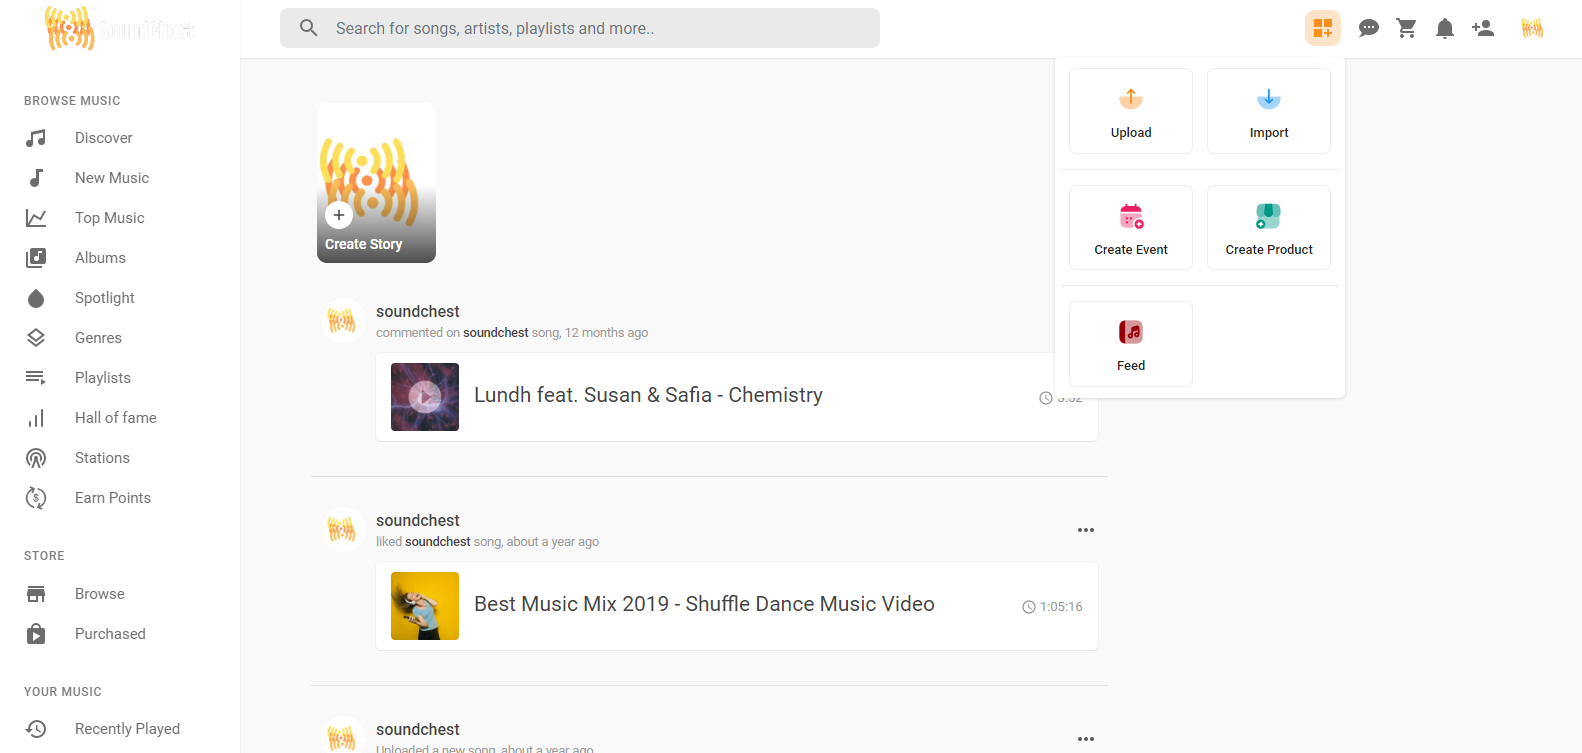 SoundChest
Search for songs, artists, playlists and more..
BROWSE MUSIC
Discover
New Music
Top Music
Albums
Spotlight
Genres
Playlists
Hall of fame
Stations
Earn Points
STORE
Browse
Purchased
YOUR MUSIC
Recently Played
Create Story
soundchest
commented on soundchest song, 12 months ago
Lundh feat. Susan & Safia - Chemistry
soundchest
liked soundchest song, about a year ago
Best Music Mix 2019 - Shuffle Dance Music Video
1:05:16
soundchest
Uploaded a new song, about a year ago
Upload
Import
Create Event
Create Product
Feed